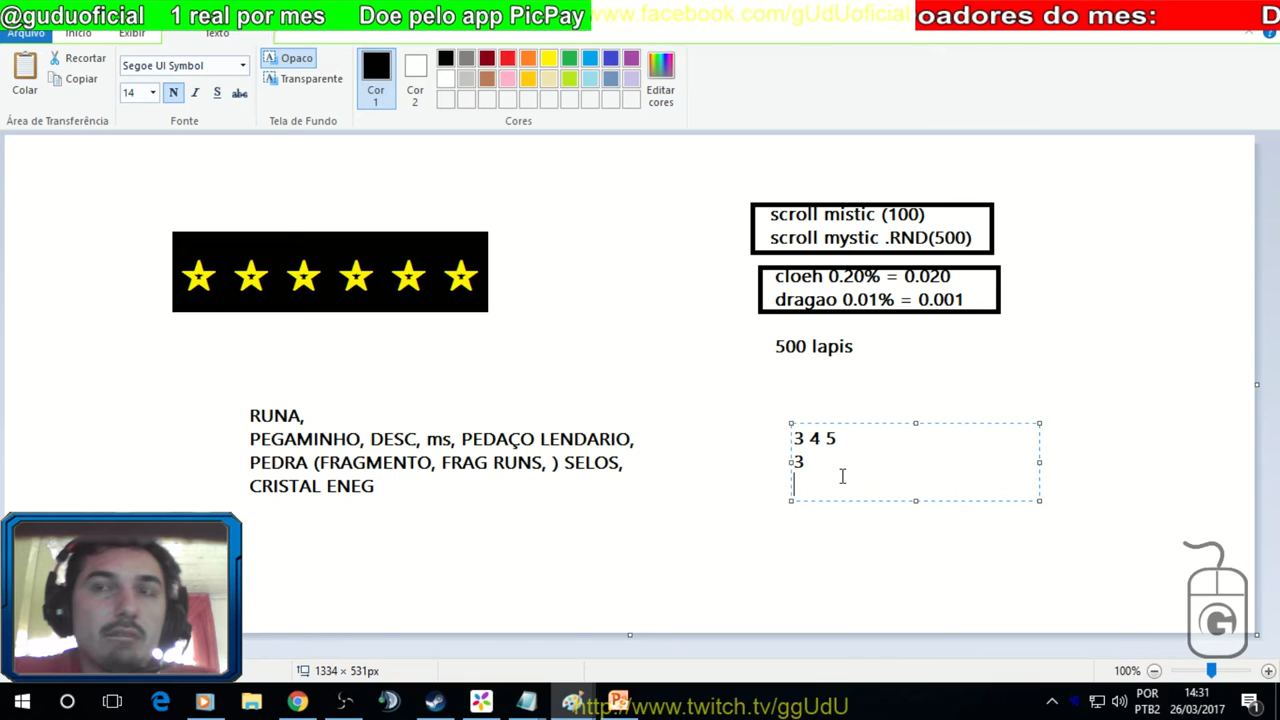 @guduoficial 1 real por mes Doe pelo app PicPay
www.facebook.com/gUdUoficial
oadores do mes: D
Arquivo Início Exibir Texto
Colar
Recortar
Copiar
Área de Transferência
Segoe UI Symbol
14 N I S abc
Fonte
A Opaco
A Transparente
Tela de Fundo
Cor 1
Cor 2
Editar cores
Cores
scroll mistic (100)
scroll mystic .RND(500)
cloeh 0.20% = 0.020
dragao 0.01% = 0.001
500 lapis
RUNA,
PEGAMINHO, DESC, ms, PEDAÇO LENDARIO,
PEDRA (FRAGMENTO, FRAG RUNS, ) SELOS,
CRISTAL ENEG
3 4 5
3
G
1334 × 531px
100%
http://www.twitch.tv/ggUdU
POR
PTB2
14:31
26/03/2017
1